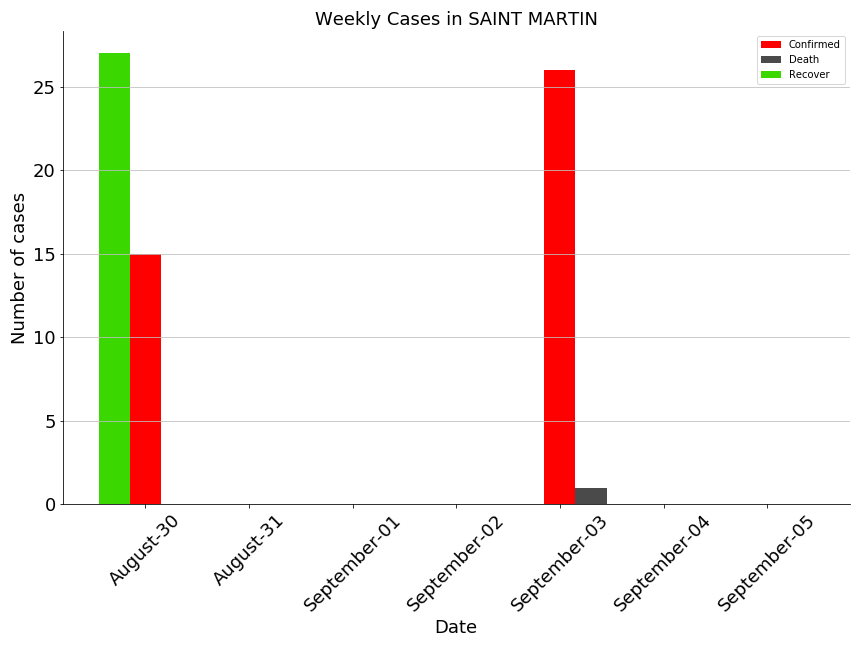 Weekly Cases in SAINT MARTIN
Confirmed
Death
Recover
Number of cases
25
20
15
10
5
0
August-30
August-31
September-01
September-02
September-03
September-04
September-05
Date